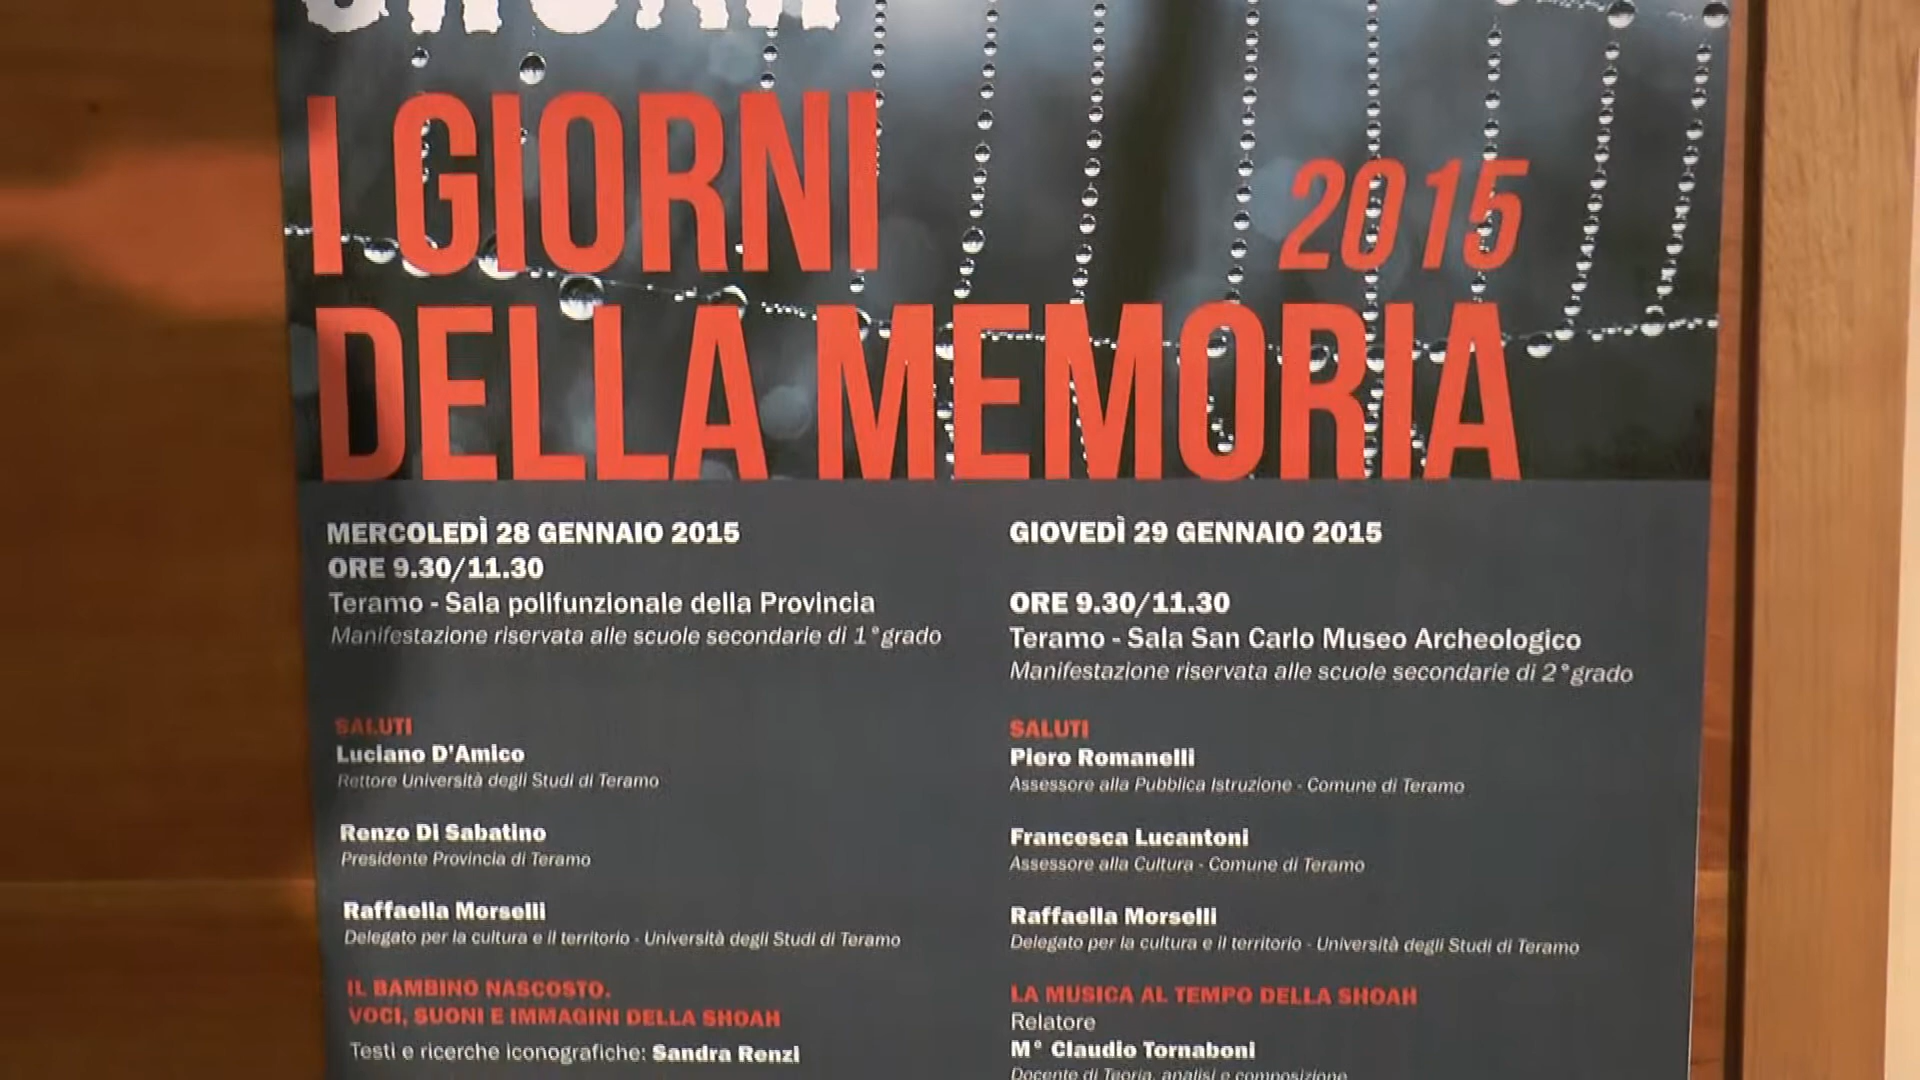 SHOAH
I GIORNI
2015
DELLA MEMORIA
MERCOLEDÌ 28 GENNAIO 2015
ORE 9.30/11.30
Teramo - Sala polifunzionale della Provincia
Manifestazione riservata alle scuole secondarie di 1° grado
SALUTI
Luciano D'Amico
Rettore Università degli Studi di Teramo
Renzo Di Sabatino
Presidente Provincia di Teramo
Raffaella Morselli
Delegato per la cultura e il territorio - Università degli Studi di Teramo
IL BAMBINO NASCOSTO.
VOCI, SUONI E IMMAGINI DELLA SHOAH
Testi e ricerche iconografiche: Sandra Renzi
GIOVEDÌ 29 GENNAIO 2015
ORE 9.30/11.30
Teramo - Sala San Carlo Museo Archeologico
Manifestazione riservata alle scuole secondarie di 2° grado
SALUTI
Piero Romanelli
Assessore alla Pubblica Istruzione - Comune di Teramo
Francesca Lucantoni
Assessore alla Cultura - Comune di Teramo
Raffaella Morselli
Delegato per la cultura e il territorio - Università degli Studi di Teramo
LA MUSICA AL TEMPO DELLA SHOAH
Relatore
M° Claudio Tornaboni
Docente di Teoria, analisi e composizione